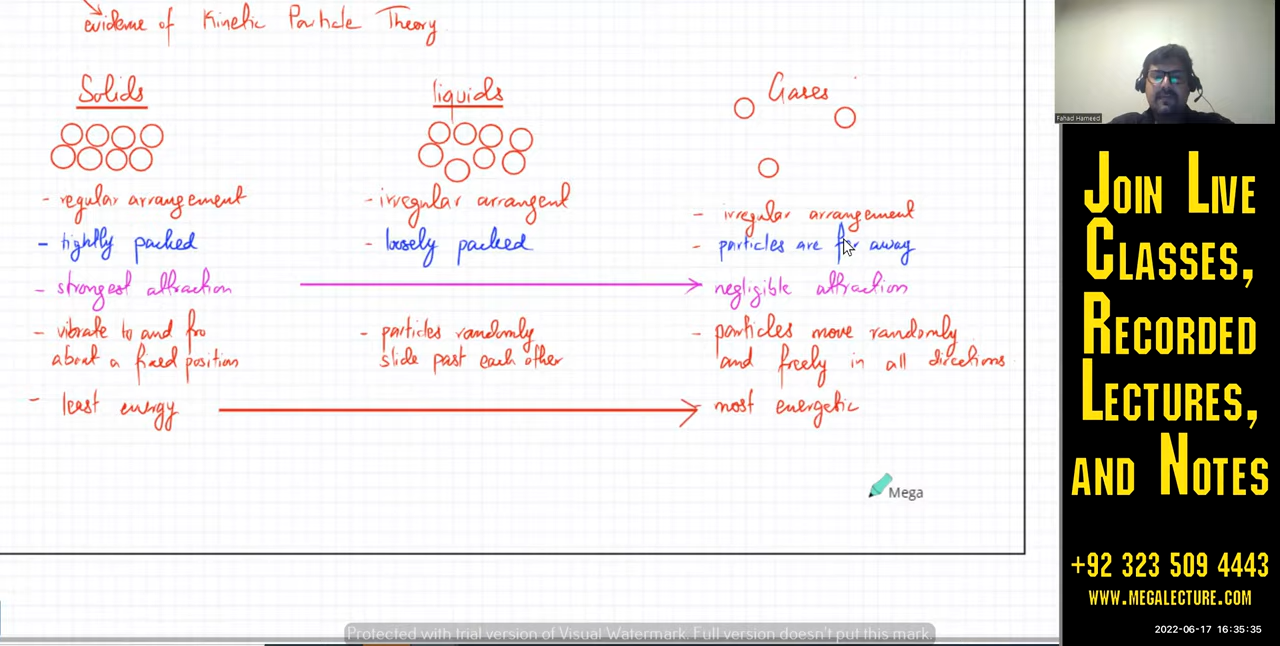 evidence of Kinetic Particle Theory
Solids
- regular arrangement
- tightly packed
- strongest attraction
- vibrate to and fro
about a fixed position
- least energy
liquids
- irregular arrangent
- loosely packed
- particles randomly
slide past each other
Gases
- irregular arrangement
- particles are far away
negligible attraction
- particles move randomly
and freely in all directions
- most energetic
Mega
Fahad Hameed
JOIN LIVE
CLASSES,
RECORDED
LECTURES,
AND NOTES
+92 323 509 4443
WWW.MEGALECTURE.COM
2022-06-17 16:35:35
Protected with trial version of Visual Watermark. Full version doesn't put this mark.